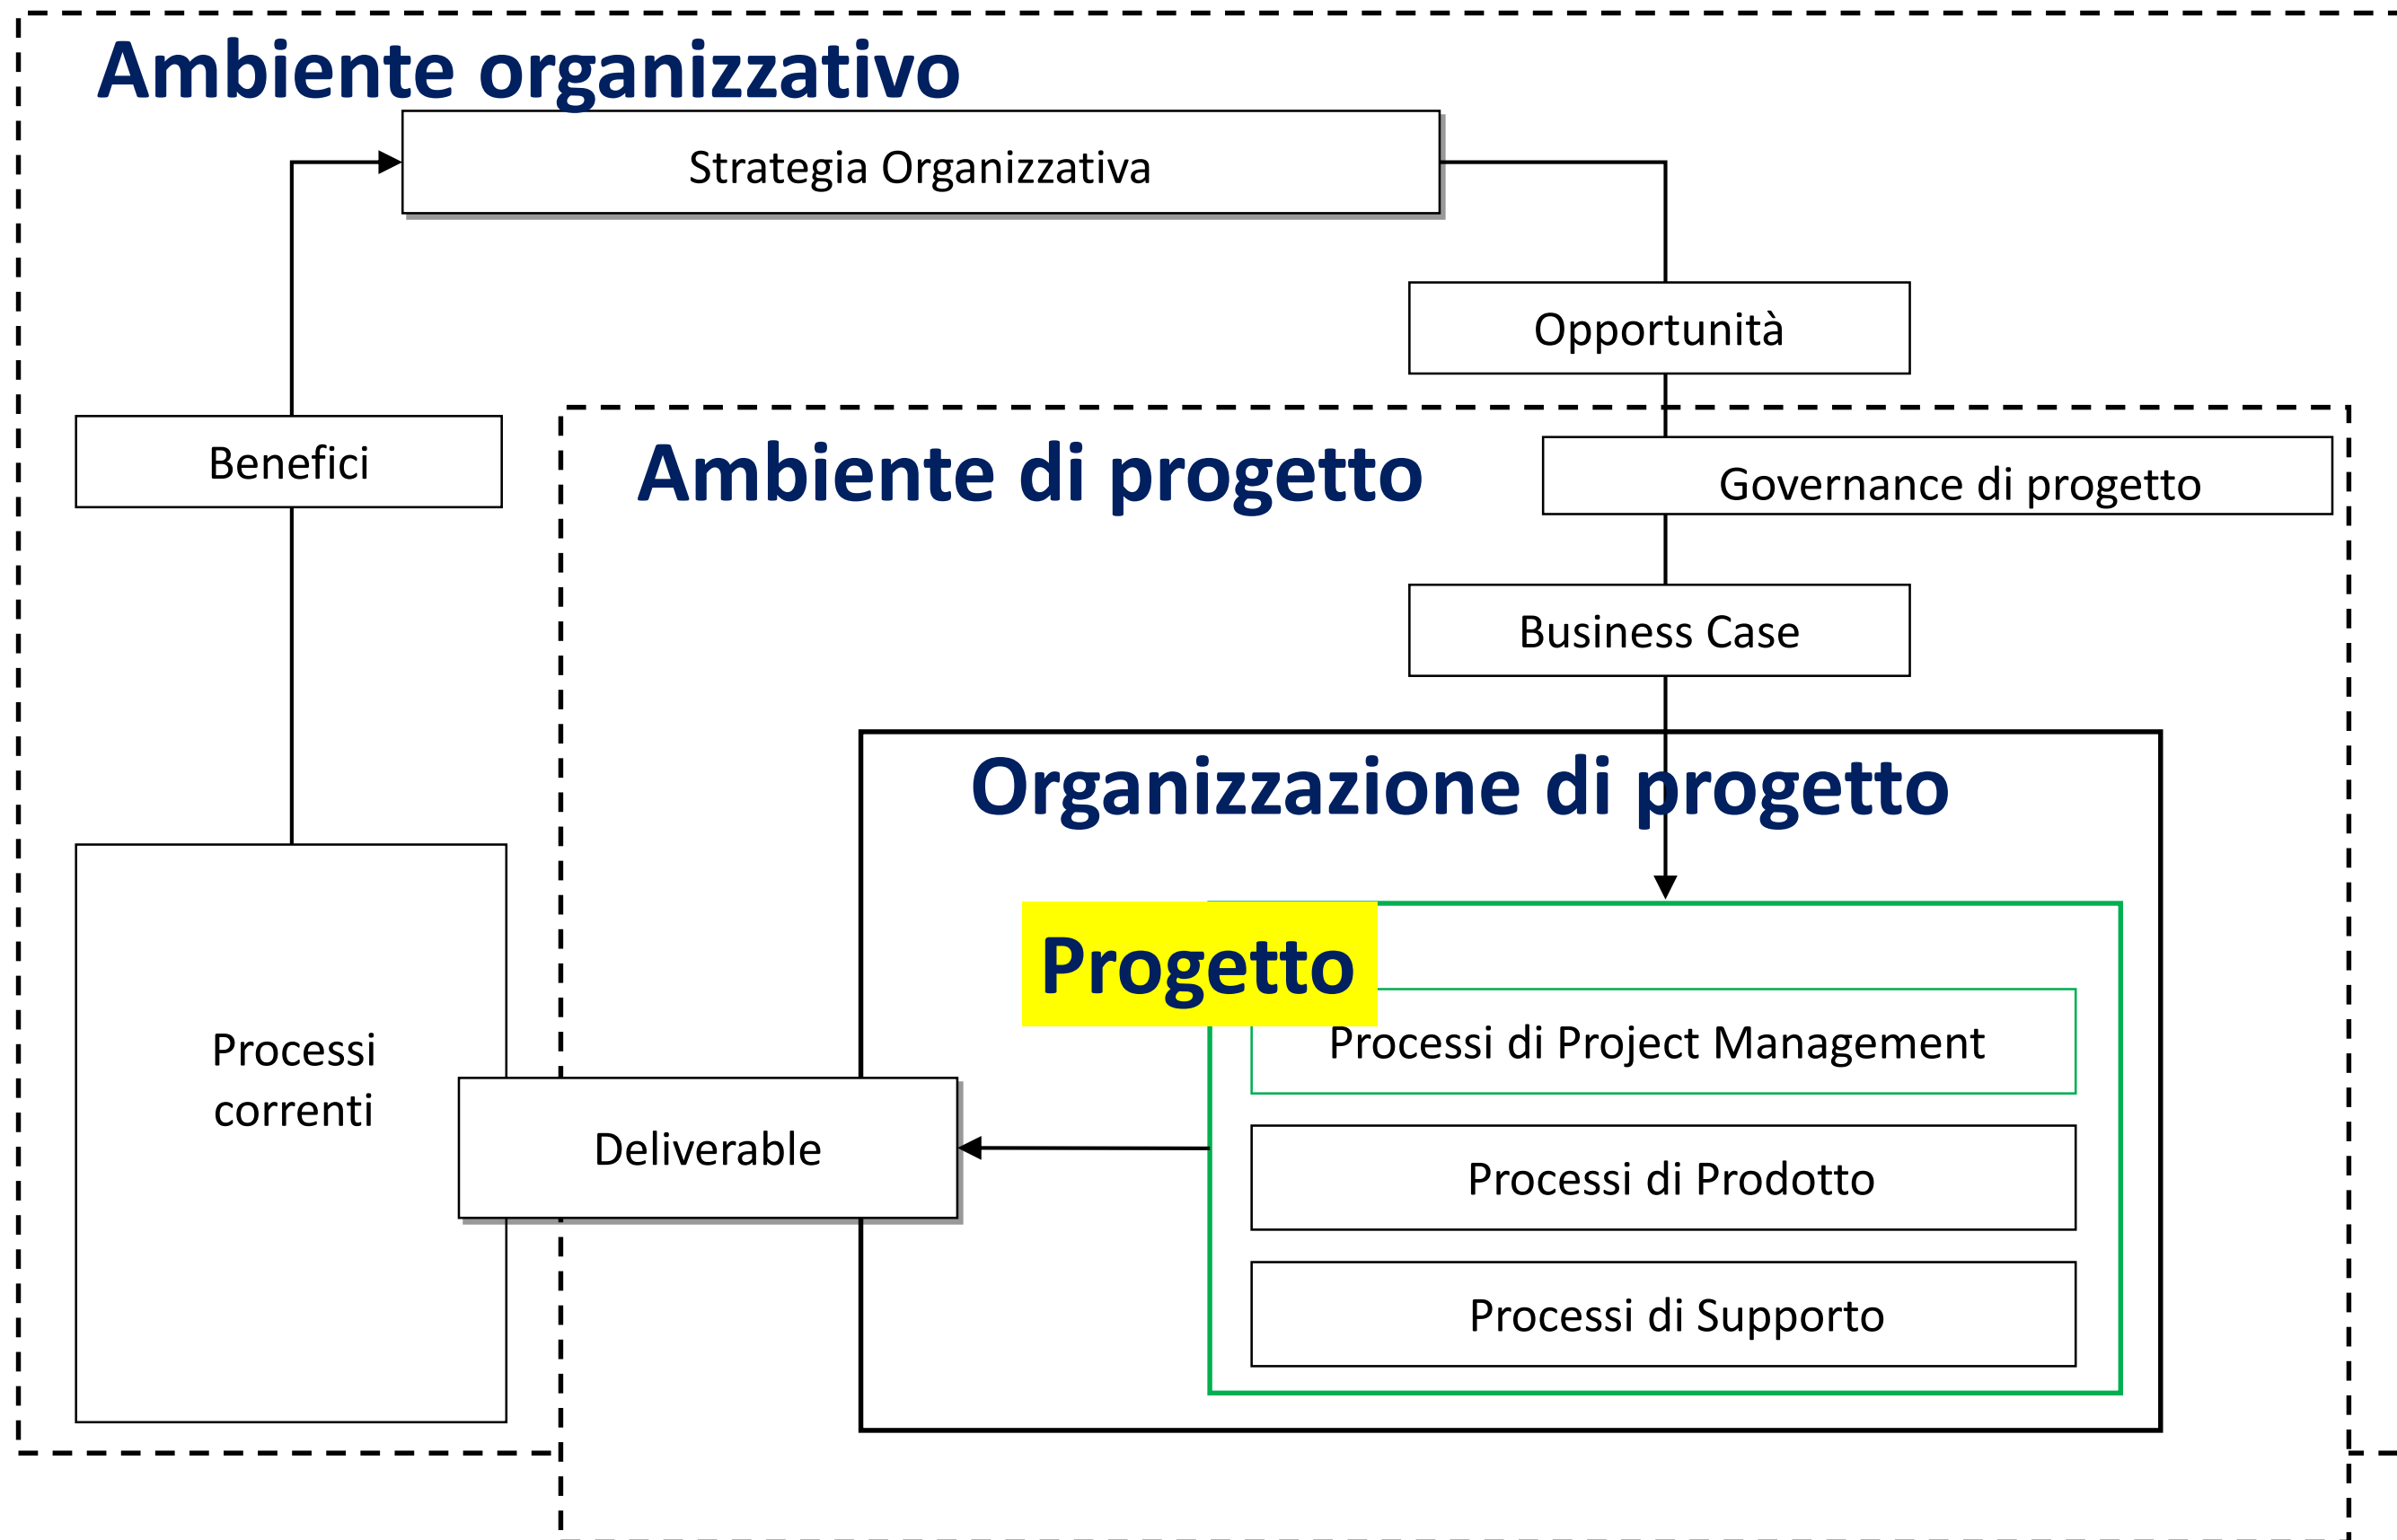 Ambiente organizzativo
Strategia Organizzativa
Opportunità
Benefici
Ambiente di progetto
Governance di progetto
Business Case
Organizzazione di progetto
Progetto
Processi di Project Management
Processi
correnti
Deliverable
Processi di Prodotto
Processi di Supporto